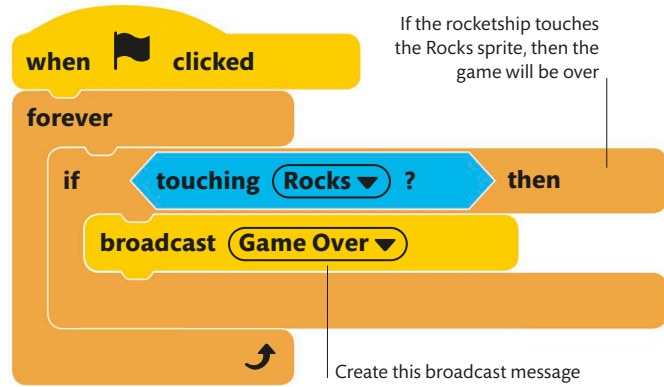 If the rocketship touches
the Rocks sprite, then the
game will be over
when clicked
forever
if touching Rocks ? then
broadcast Game Over
Create this broadcast message